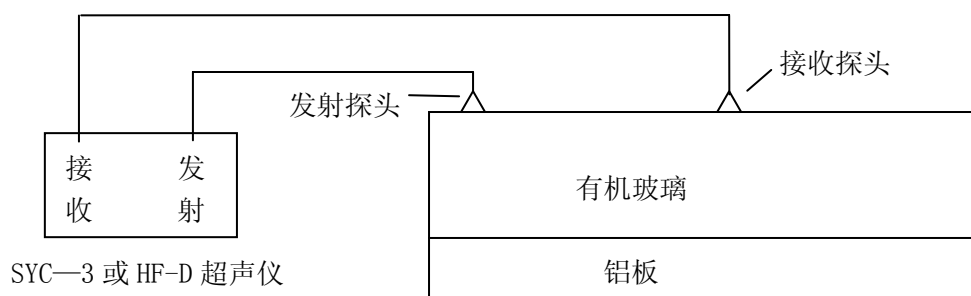 接收探头
发射探头
接 发
收 射
有机玻璃
SYC—3 或 HF-D 超声仪
铝板